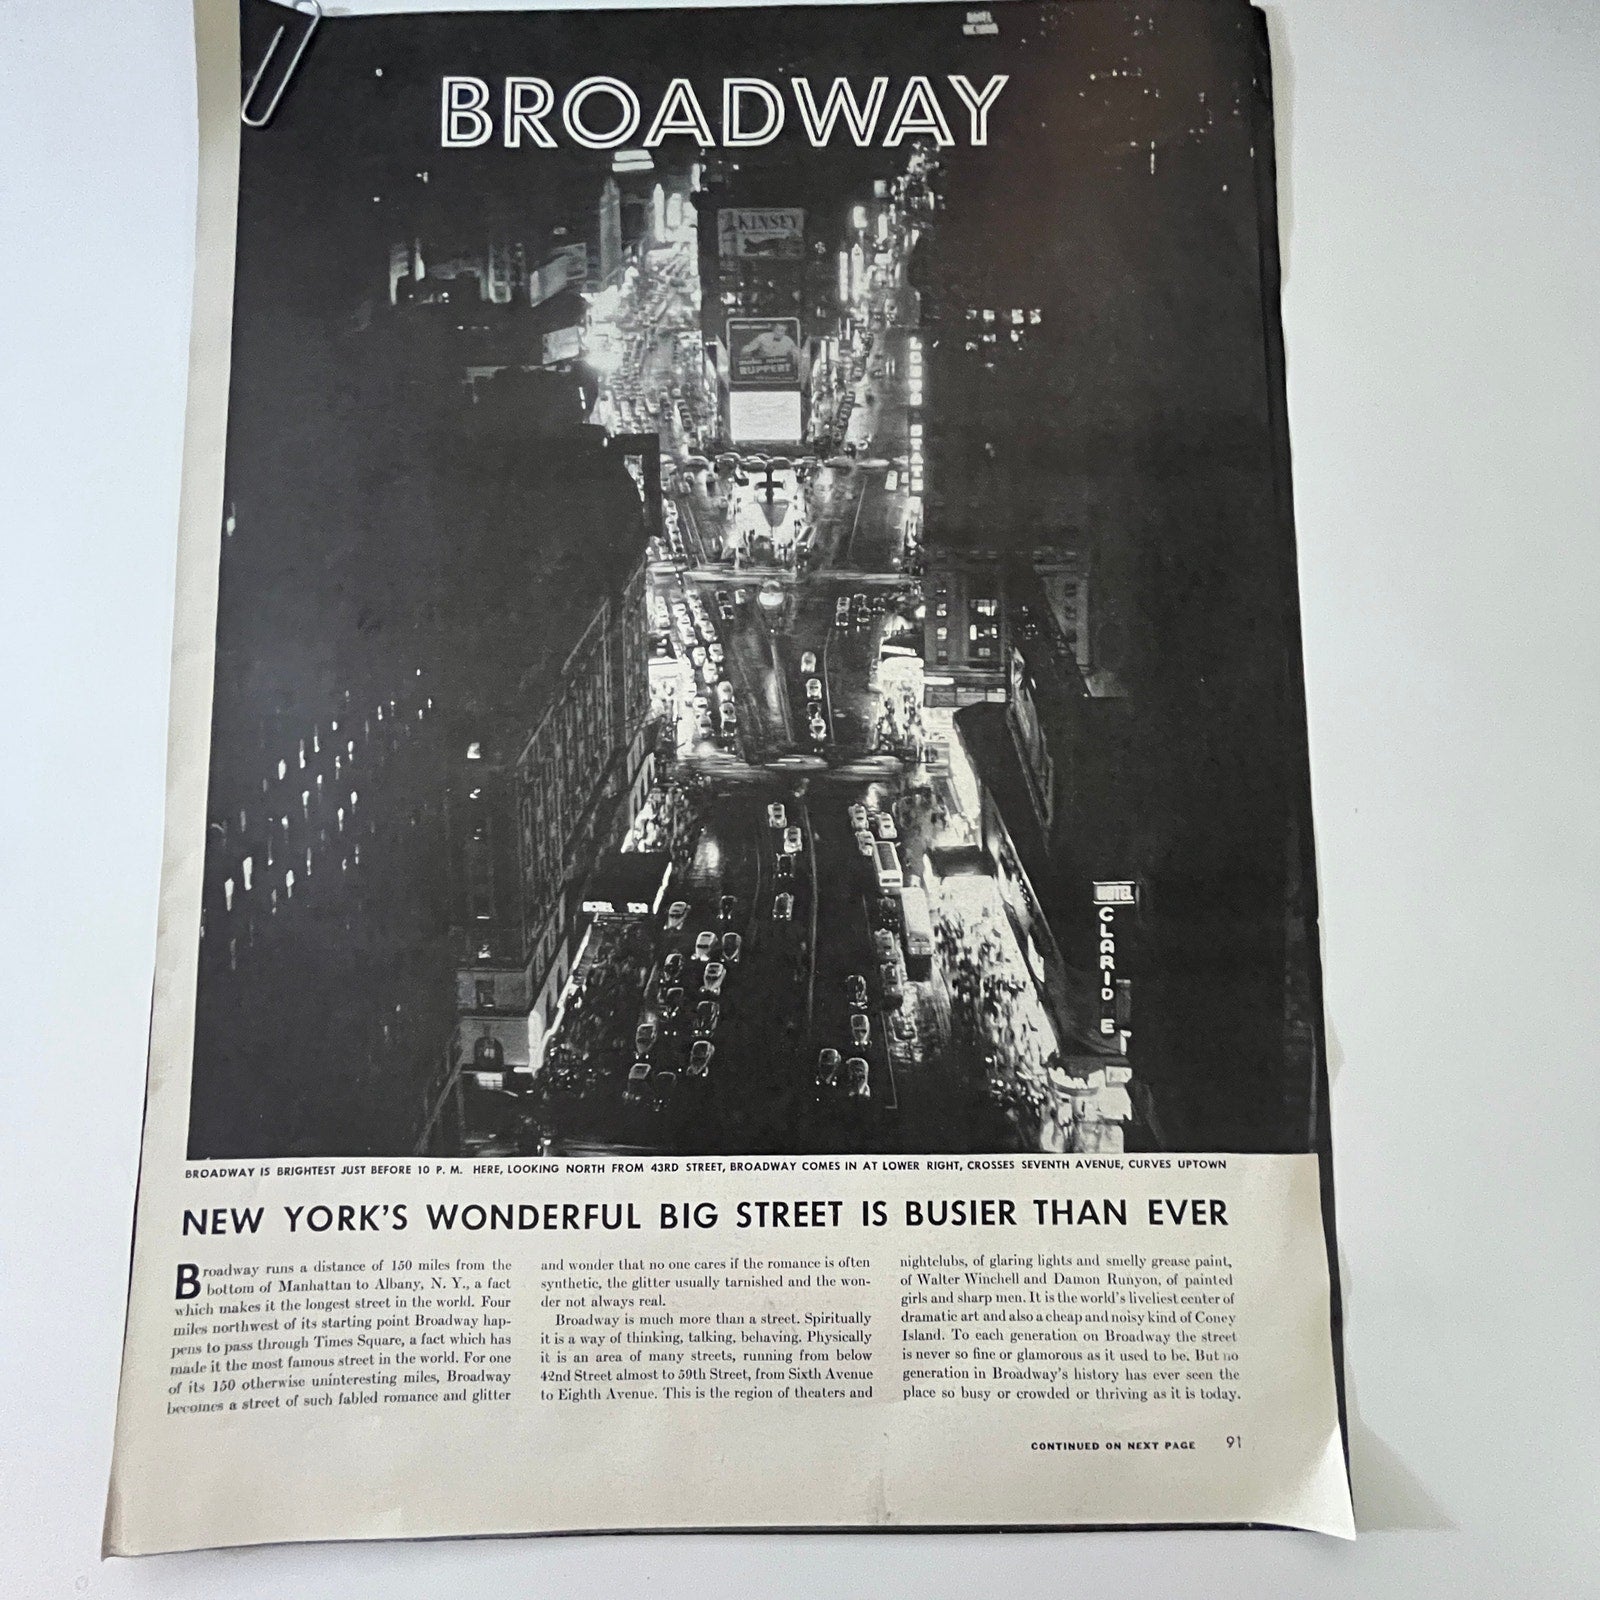 HOTEL
BROADWAY
KINSEY
RUPPERT
LOEWS STATE
HOTEL
HOTEL
CLARID E
BROADWAY IS BRIGHTEST JUST BEFORE 10 P. M. HERE, LOOKING NORTH FROM 43RD STREET, BROADWAY COMES IN AT LOWER RIGHT, CROSSES SEVENTH AVENUE, CURVES UPTOWN
NEW YORK'S WONDERFUL BIG STREET IS BUSIER THAN EVER
Broadway runs a distance of 150 miles from the
bottom of Manhattan to Albany, N. Y., a fact
which makes it the longest street in the world. Four
miles northwest of its starting point Broadway hap-
pens to pass through Times Square, a fact which has
made it the most famous street in the world. For one
of its 150 otherwise uninteresting miles, Broadway
becomes a street of such fabled romance and glitter
and wonder that no one cares if the romance is often
synthetic, the glitter usually tarnished and the won-
der not always real.
Broadway is much more than a street. Spiritually
it is a way of thinking, talking, behaving. Physically
it is an area of many streets, running from below
42nd Street almost to 59th Street, from Sixth Avenue
to Eighth Avenue. This is the region of theaters and
nightclubs, of glaring lights and smelly grease paint,
of Walter Winchell and Damon Runyon, of painted
girls and sharp men. It is the world's liveliest center of
dramatic art and also a cheap and noisy kind of Coney
Island. To each generation on Broadway the street
is never so fine or glamorous as it used to be. But no
generation in Broadway's history has ever seen the
place so busy or crowded or thriving as it is today.
CONTINUED ON NEXT PAGE 91